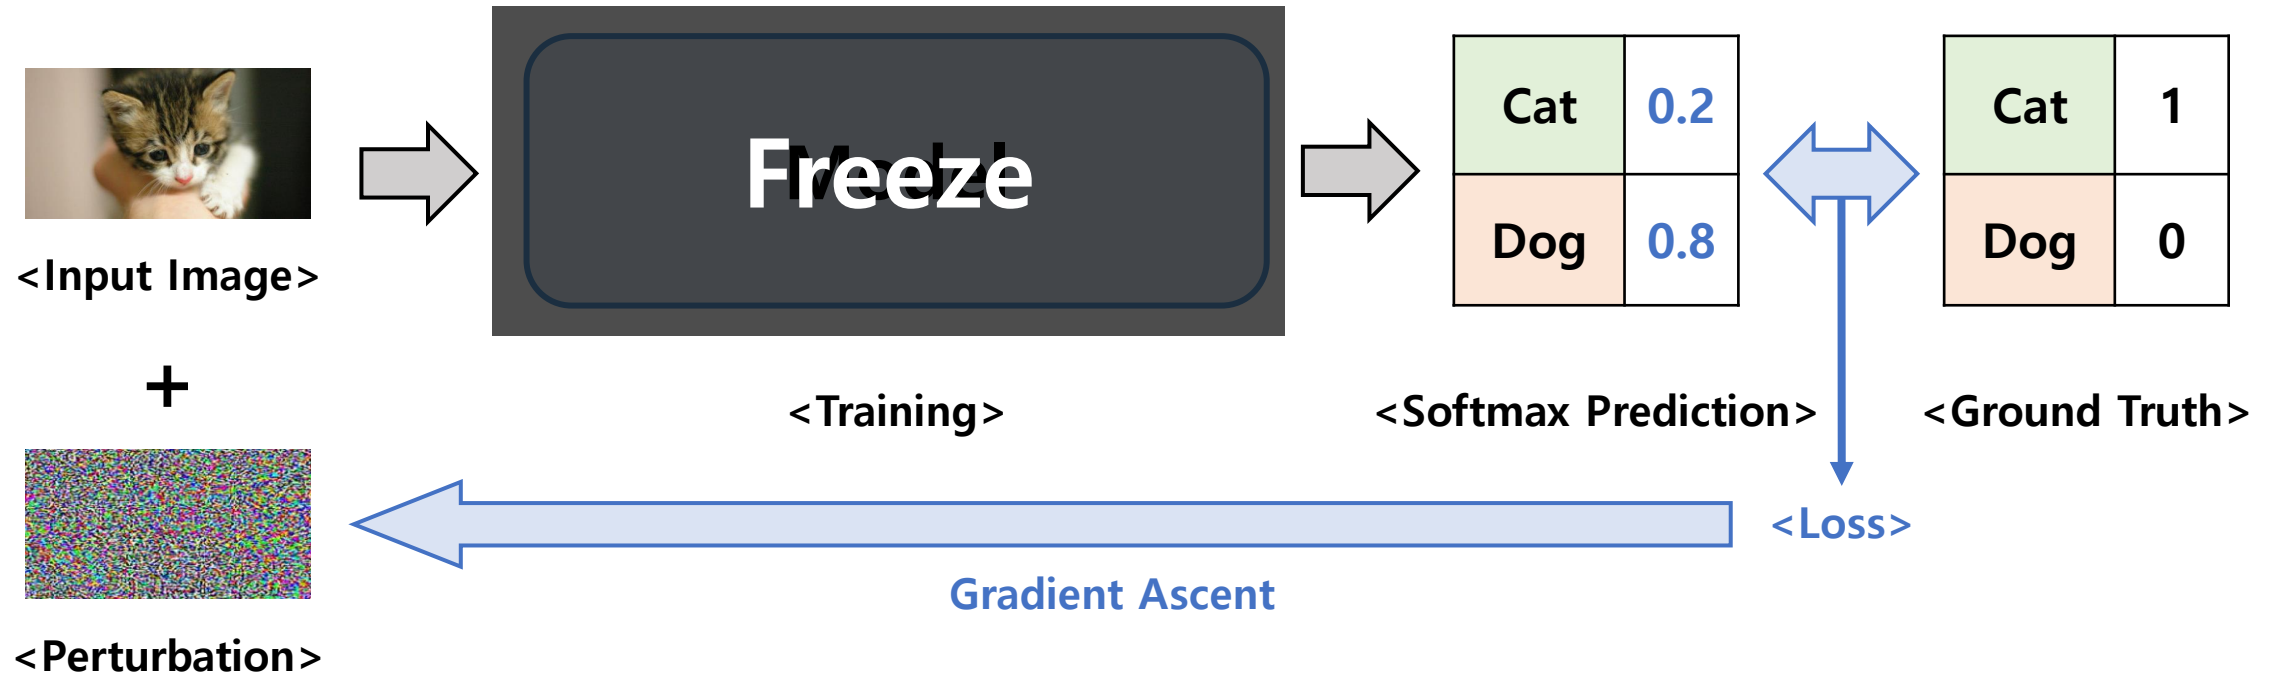 Freeze
Model
Cat 0.2
Dog 0.8
Cat 1
Dog 0
<Input Image>
+
<Training>
<Softmax Prediction>
<Ground Truth>
<Loss>
Gradient Ascent
<Perturbation>